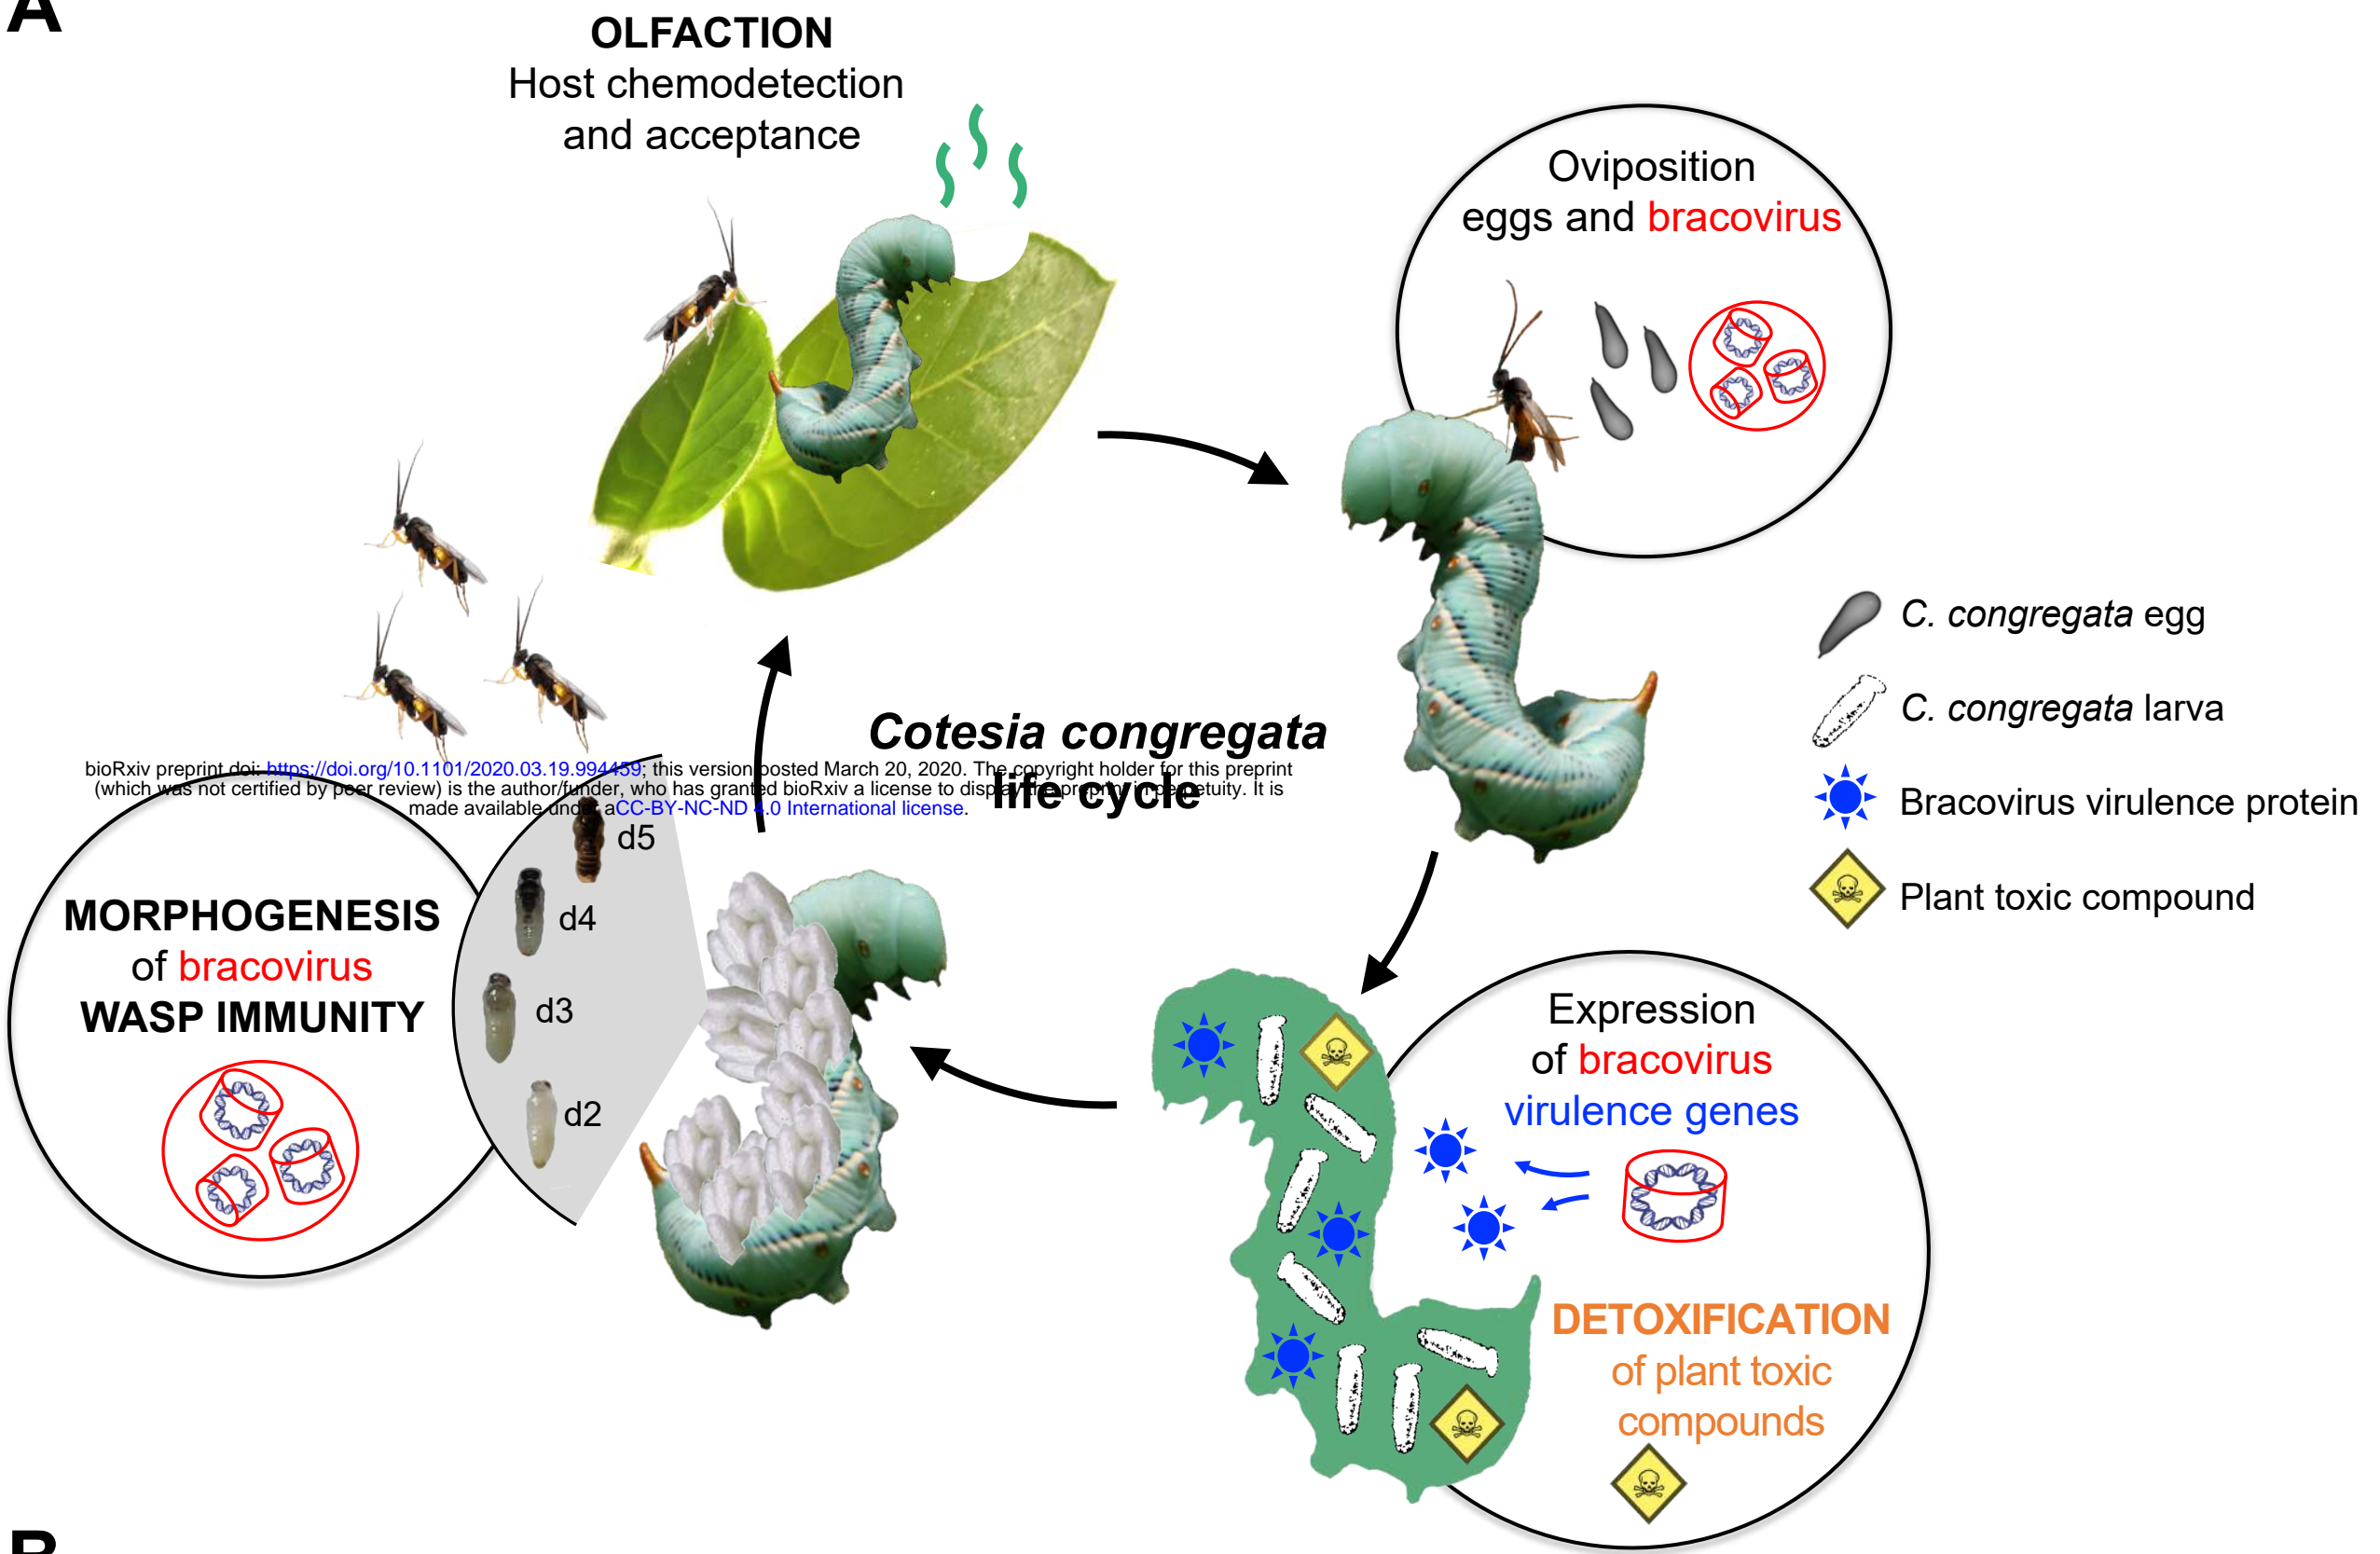 A
OLFACTION
Host chemodetection
and acceptance
Oviposition
eggs and bracovirus
C. congregata egg
C. congregata larva
Bracovirus virulence protein
Plant toxic compound
Cotesia congregata
life cycle
bioRxiv preprint doi: https://doi.org/10.1101/2020.03.19.994459; this version posted March 20, 2020. The copyright holder for this preprint
(which was not certified by peer review) is the author/funder, who has granted bioRxiv a license to display the preprint in perpetuity. It is
made available under aCC-BY-NC-ND 4.0 International license.
d5
d4
d3
d2
MORPHOGENESIS
of bracovirus
WASP IMMUNITY
Expression
of bracovirus
virulence genes
DETOXIFICATION
of plant toxic
compounds
B